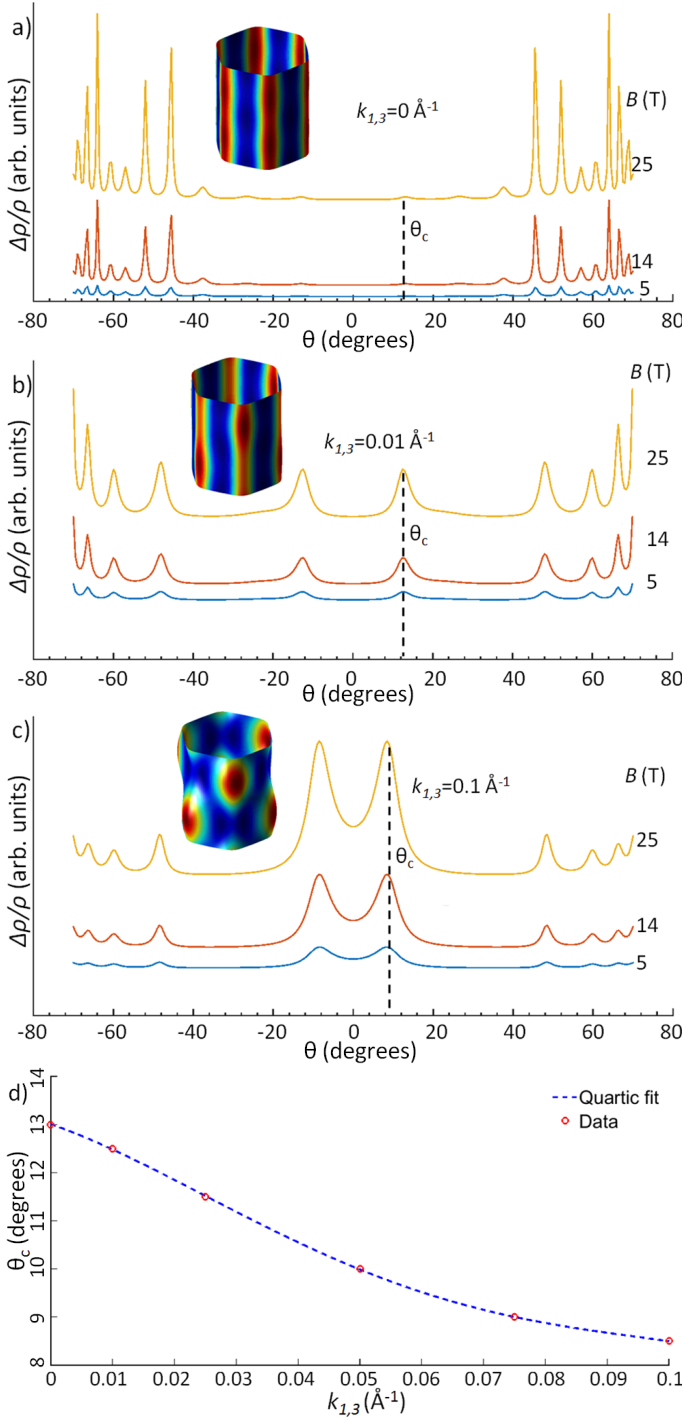 a)
Δρ/ρ (arb. units)
k1,3=0 Å-1
B (T)
25
14
5
θc
-80 -60 -40 -20 0 20 40 60 80
θ (degrees)
b)
Δρ/ρ (arb. units)
k1,3=0.01 Å-1
B (T)
25
14
5
θc
-80 -60 -40 -20 0 20 40 60 80
θ (degrees)
c)
Δρ/ρ (arb. units)
k1,3=0.1 Å-1
B (T)
25
14
5
θc
-80 -60 -40 -20 0 20 40 60 80
θ (degrees)
d)
θc (degrees)
14
13
12
11
10
9
8
Quartic fit
Data
0 0.01 0.02 0.03 0.04 0.05 0.06 0.07 0.08 0.09 0.1
k1,3 (Å-1)